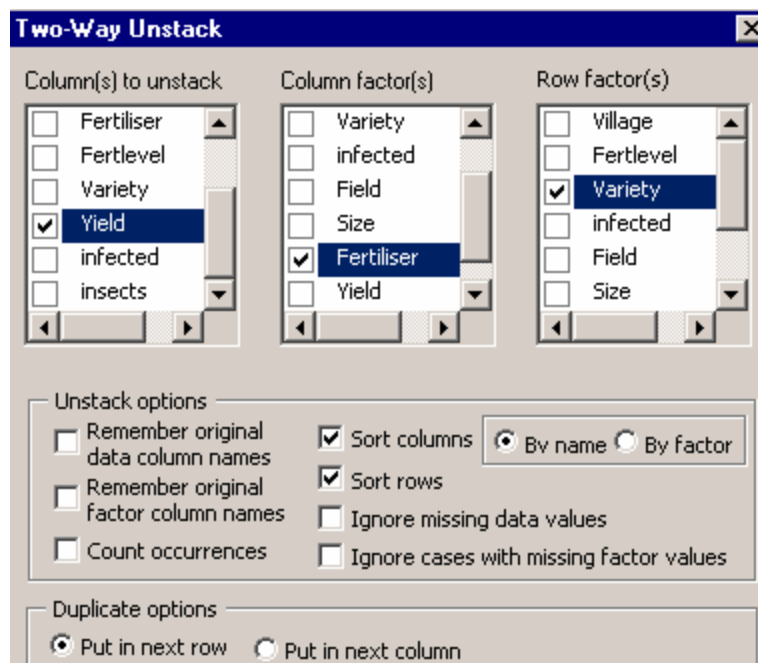 Two-Way Unstack
Column(s) to unstack
Fertiliser
Fertlevel
Variety
Yield
infected
insects
Column factor(s)
Variety
infected
Field
Size
Fertiliser
Yield
Row factor(s)
Village
Fertlevel
Variety
infected
Field
Size
Unstack options
Remember original
data column names
Remember original
factor column names
Count occurrences
Sort columns
By name
By factor
Sort rows
Ignore missing data values
Ignore cases with missing factor values
Duplicate options
Put in next row
Put in next column